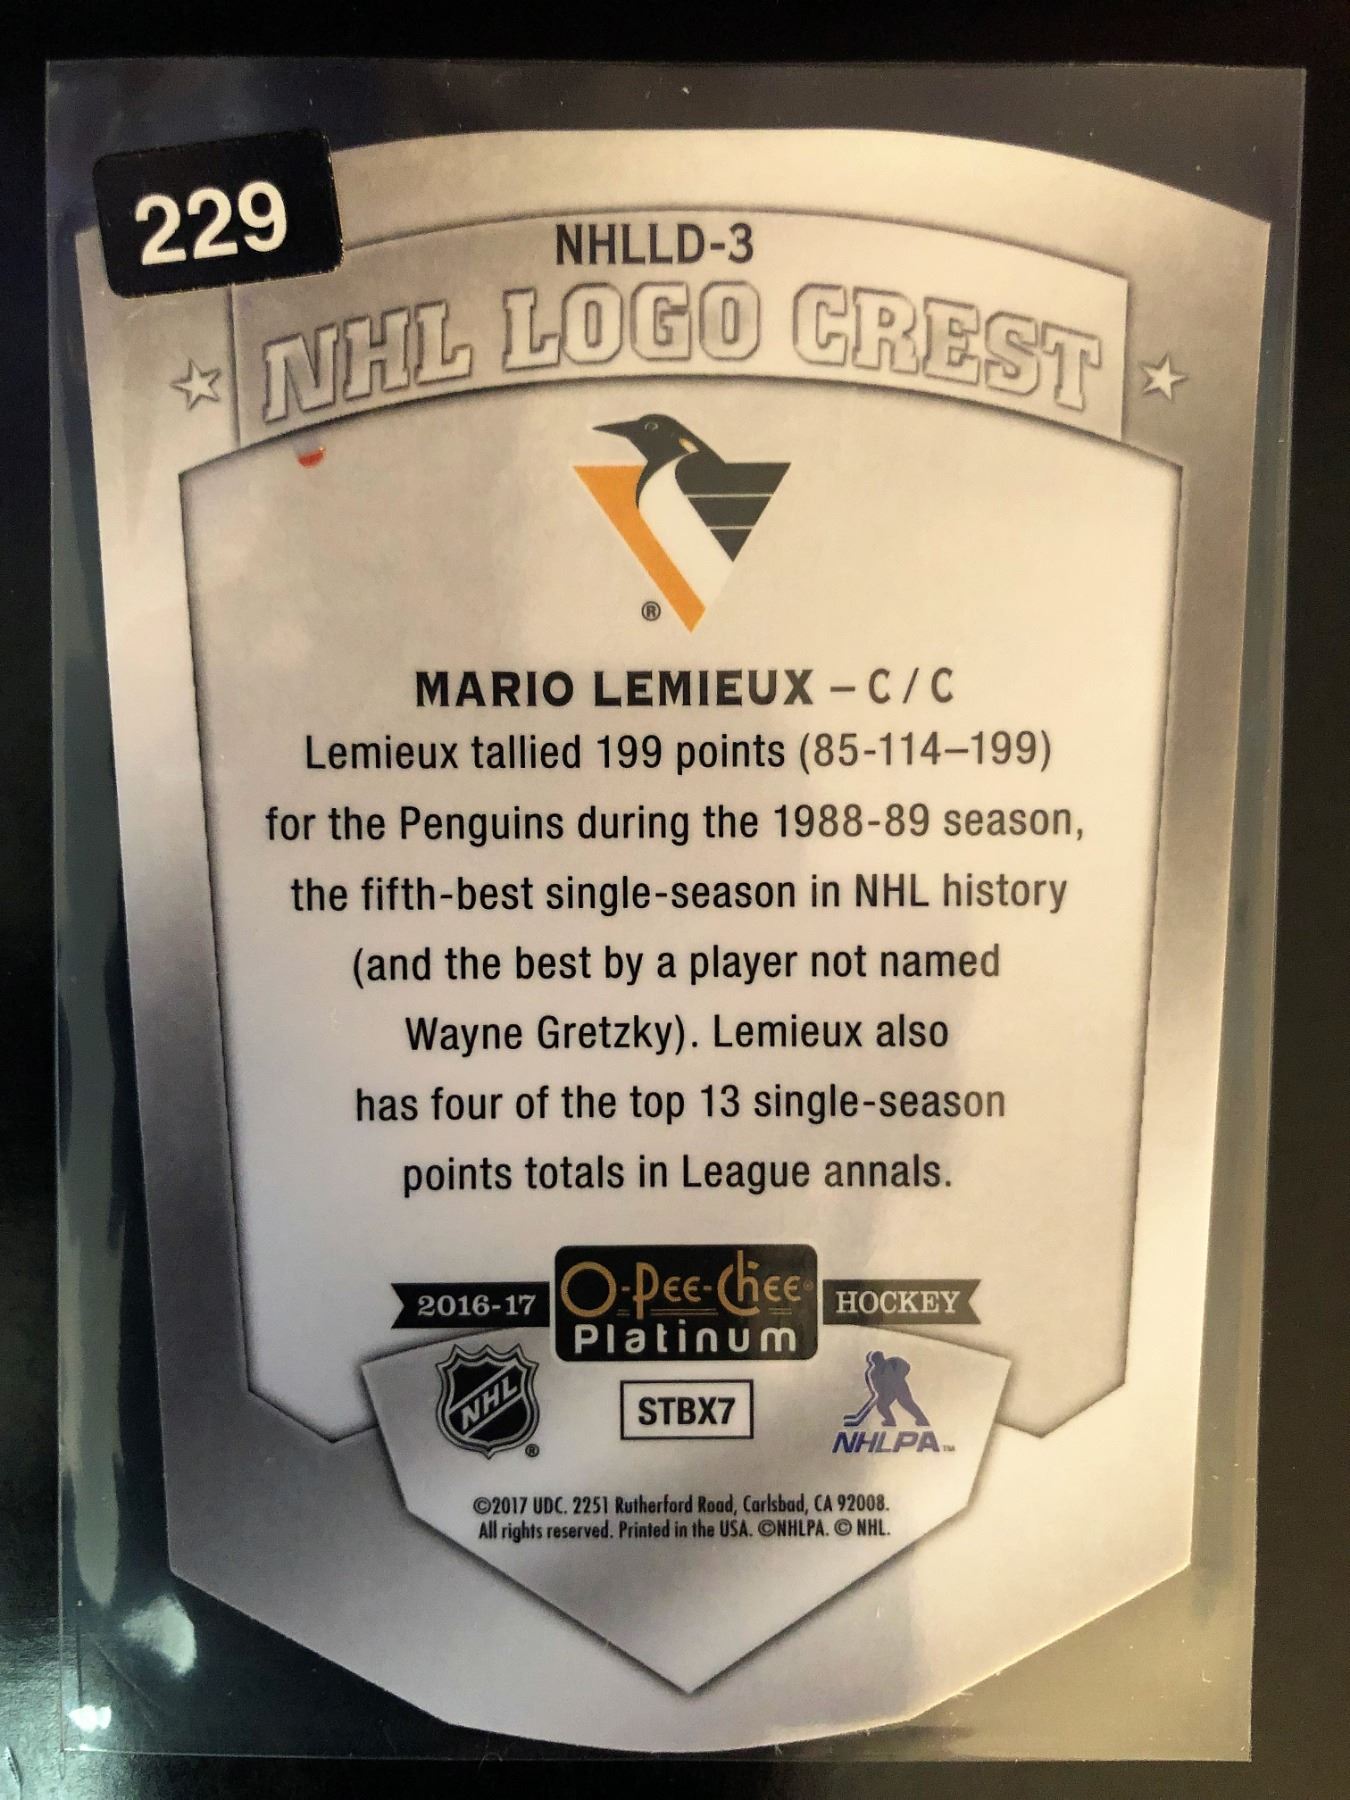 229
NHLLD-3
NHL LOGO CREST
®
MARIO LEMIEUX – C / C
Lemieux tallied 199 points (85-114–199)
for the Penguins during the 1988-89 season,
the fifth-best single-season in NHL history
(and the best by a player not named
Wayne Gretzky). Lemieux also
has four of the top 13 single-season
points totals in League annals.
2016-17 O-Pee-Chee® HOCKEY
Platinum
NHL ®
STBX7
NHLPA™
©2017 UDC. 2251 Rutherford Road, Carlsbad, CA 92008.
All rights reserved. Printed in the USA. ©NHLPA. © NHL.